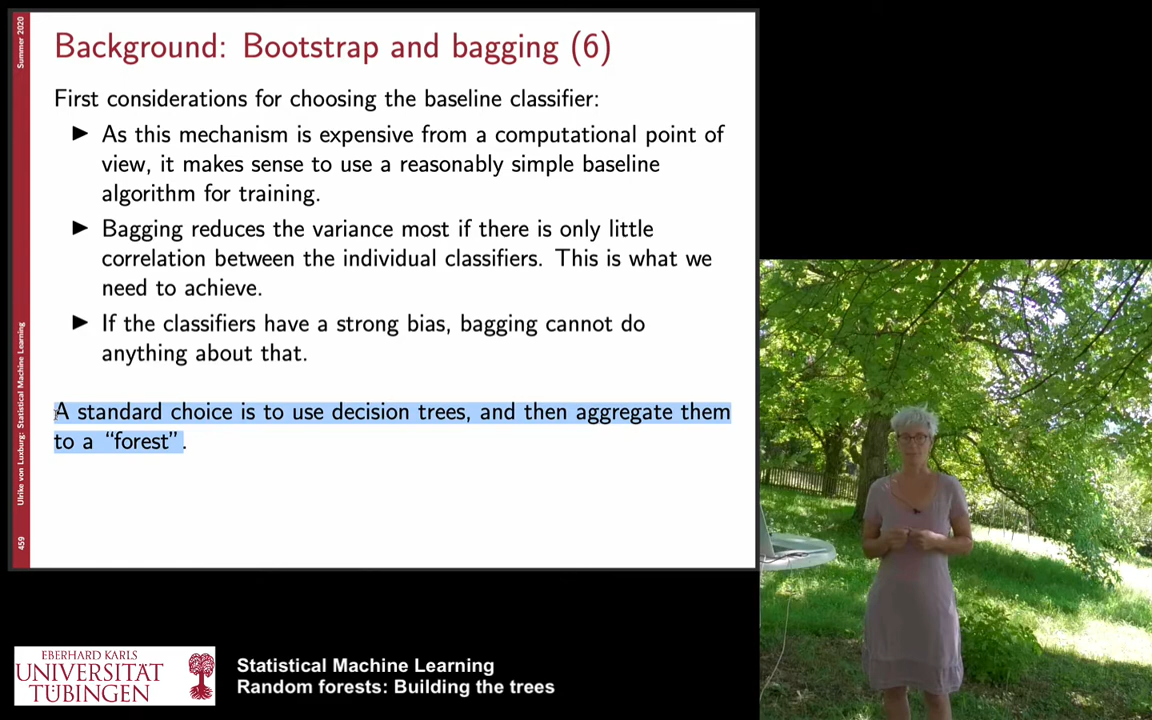 Summer 2020
Background: Bootstrap and bagging (6)
First considerations for choosing the baseline classifier:
▶ As this mechanism is expensive from a computational point of
view, it makes sense to use a reasonably simple baseline
algorithm for training.
▶ Bagging reduces the variance most if there is only little
correlation between the individual classifiers. This is what we
need to achieve.
▶ If the classifiers have a strong bias, bagging cannot do
anything about that.
A standard choice is to use decision trees, and then aggregate them
to a “forest”.
Ulrike von Luxburg: Statistical Machine Learning
459
EBERHARD KARLS
UNIVERSITÄT
TÜBINGEN
Statistical Machine Learning
Random forests: Building the trees